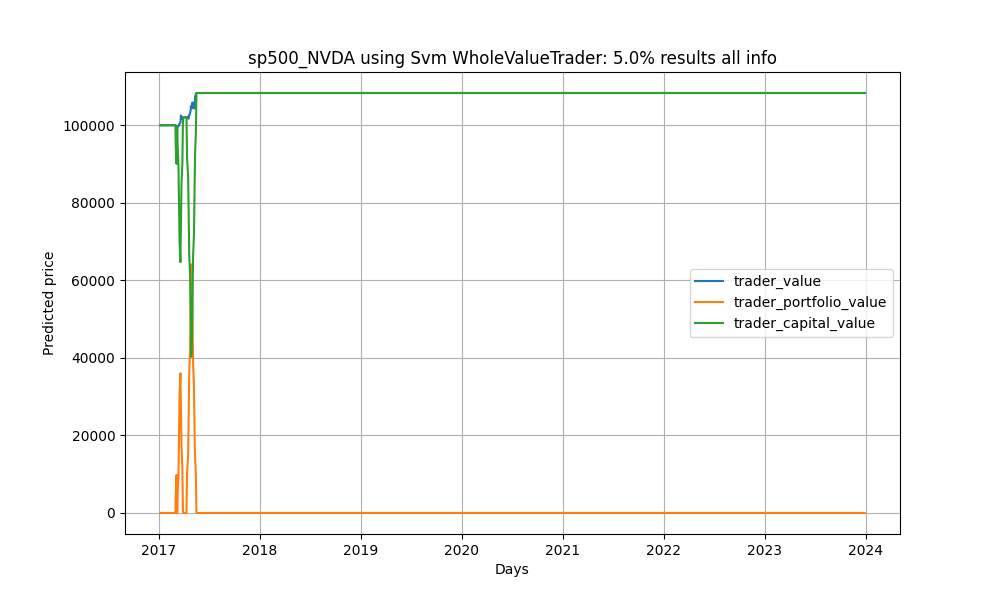 sp500_NVDA using Svm WholeValueTrader: 5.0% results all info
Predicted price
100000
80000
60000
40000
20000
0
trader_value
trader_portfolio_value
trader_capital_value
2017 2018 2019 2020 2021 2022 2023 2024
Days